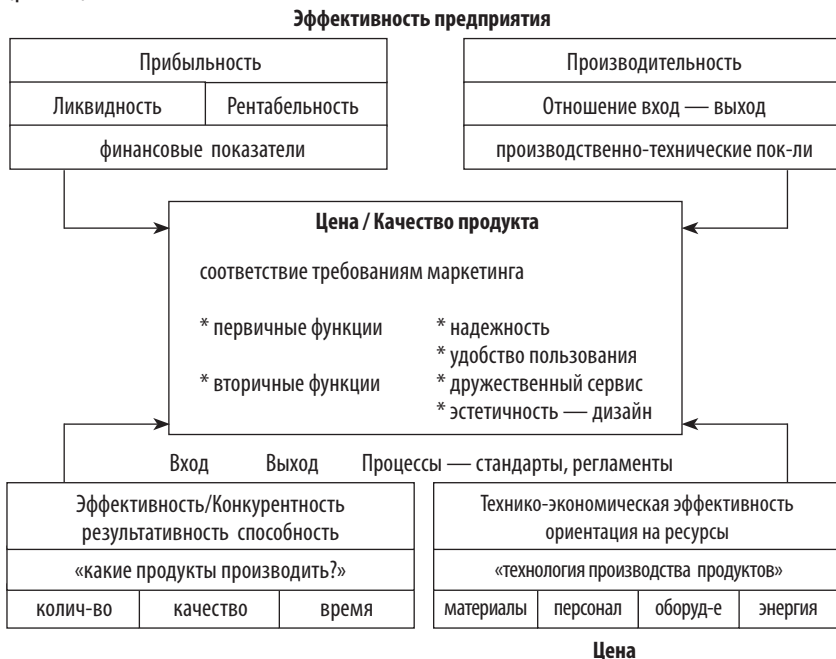 Эффективность предприятия
Прибыльность
Ликвидность Рентабельность
финансовые показатели
Производительность
Отношение вход — выход
производственно-технические пок-ли
Цена / Качество продукта
соответствие требованиям маркетинга
* первичные функции * надежность
* удобство пользования
* вторичные функции * дружественный сервис
* эстетичность — дизайн
Вход Выход Процессы — стандарты, регламенты
Эффективность/Конкурентность
результативность способность
«какие продукты производить?»
колич-во качество время
Технико-экономическая эффективность
ориентация на ресурсы
«технология производства продуктов»
материалы персонал оборуд-е энергия
Цена